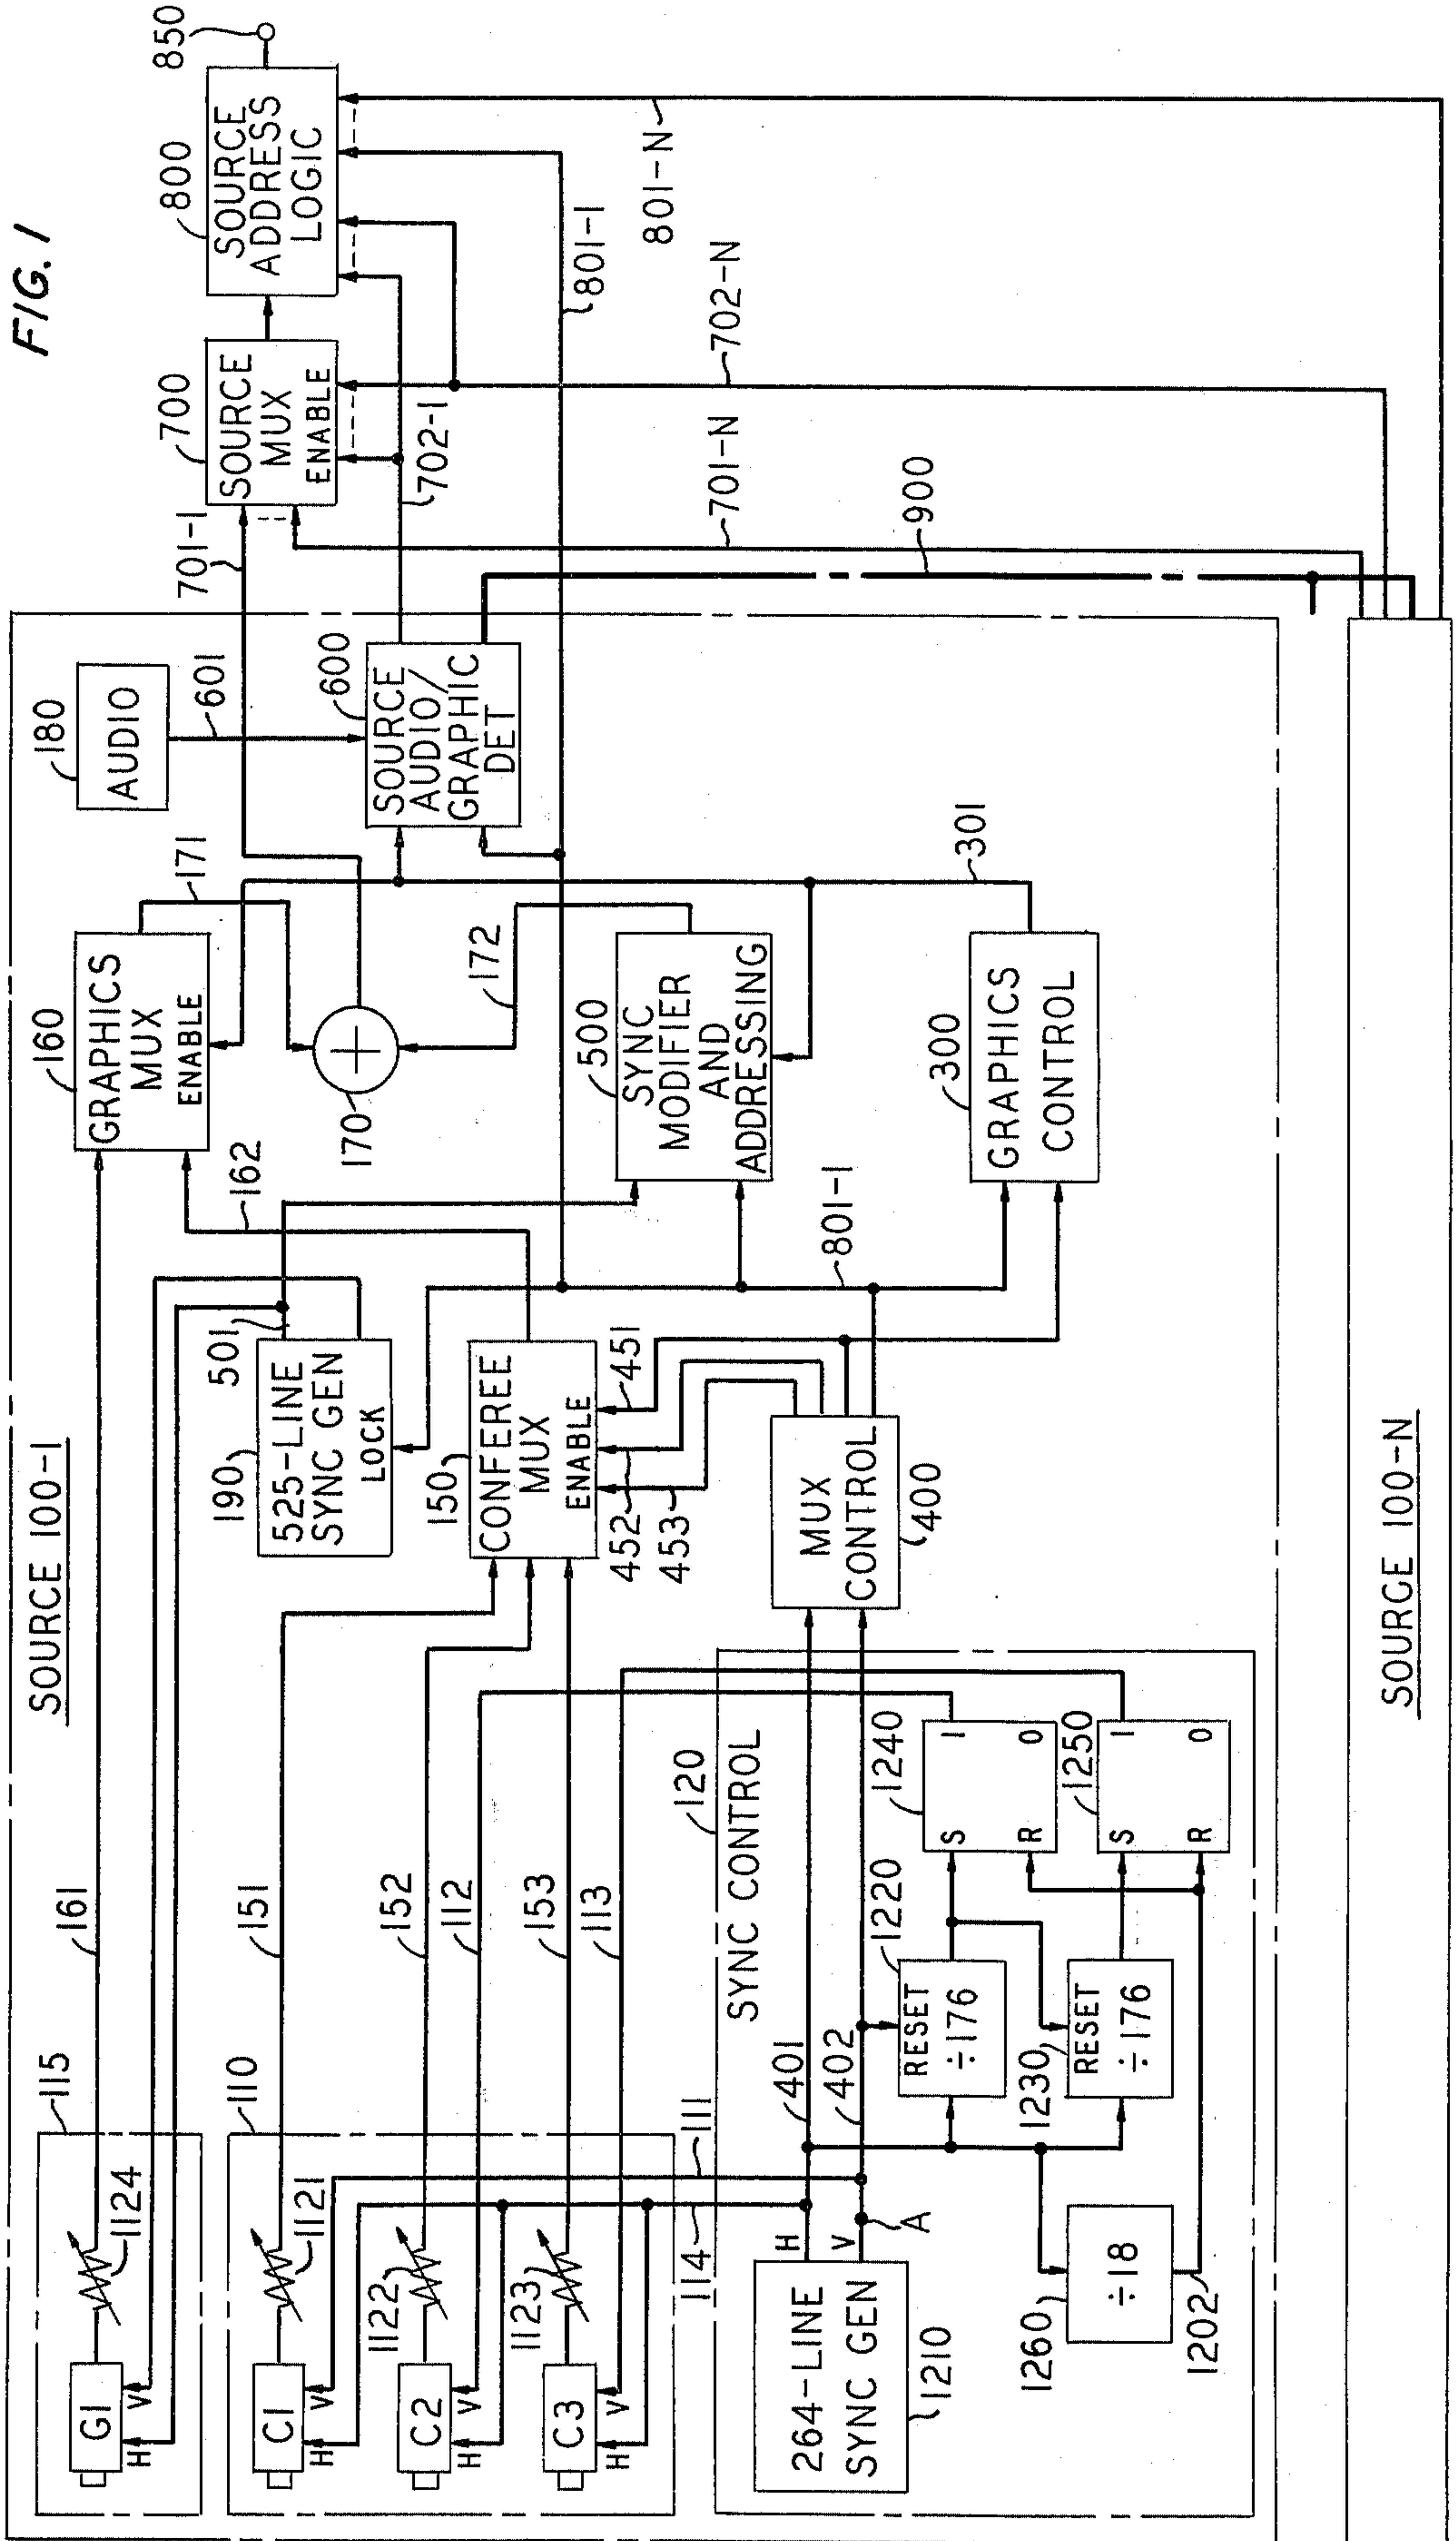 FIG. 1
SOURCE 100-1
115
G1
H
V
1124
161
110
C1
H
V
1121
151
C2
H
V
1122
152
112
C3
H
V
1123
153
113
114
111
120
SYNC CONTROL
264-LINE
SYNC GEN
1210
H
V
A
401
402
1220
RESET
÷176
1230
RESET
÷176
1260
÷18
1202
1240
S
R
1
0
1250
S
R
1
0
190
525-LINE
SYNC GEN
LOCK
501
150
CONFEREE
MUX
ENABLE
451
452
453
MUX
CONTROL
400
162
801-1
160
GRAPHICS
MUX
ENABLE
171
170
+
172
500
SYNC
MODIFIER
AND
ADDRESSING
300
GRAPHICS
CONTROL
301
180
AUDIO
601
600
SOURCE
AUDIO/
GRAPHIC
DET
701-1
700
SOURCE
MUX
ENABLE
702-1
800
SOURCE
ADDRESS
LOGIC
850
801-1
801-N
702-N
701-N
900
SOURCE 100-N